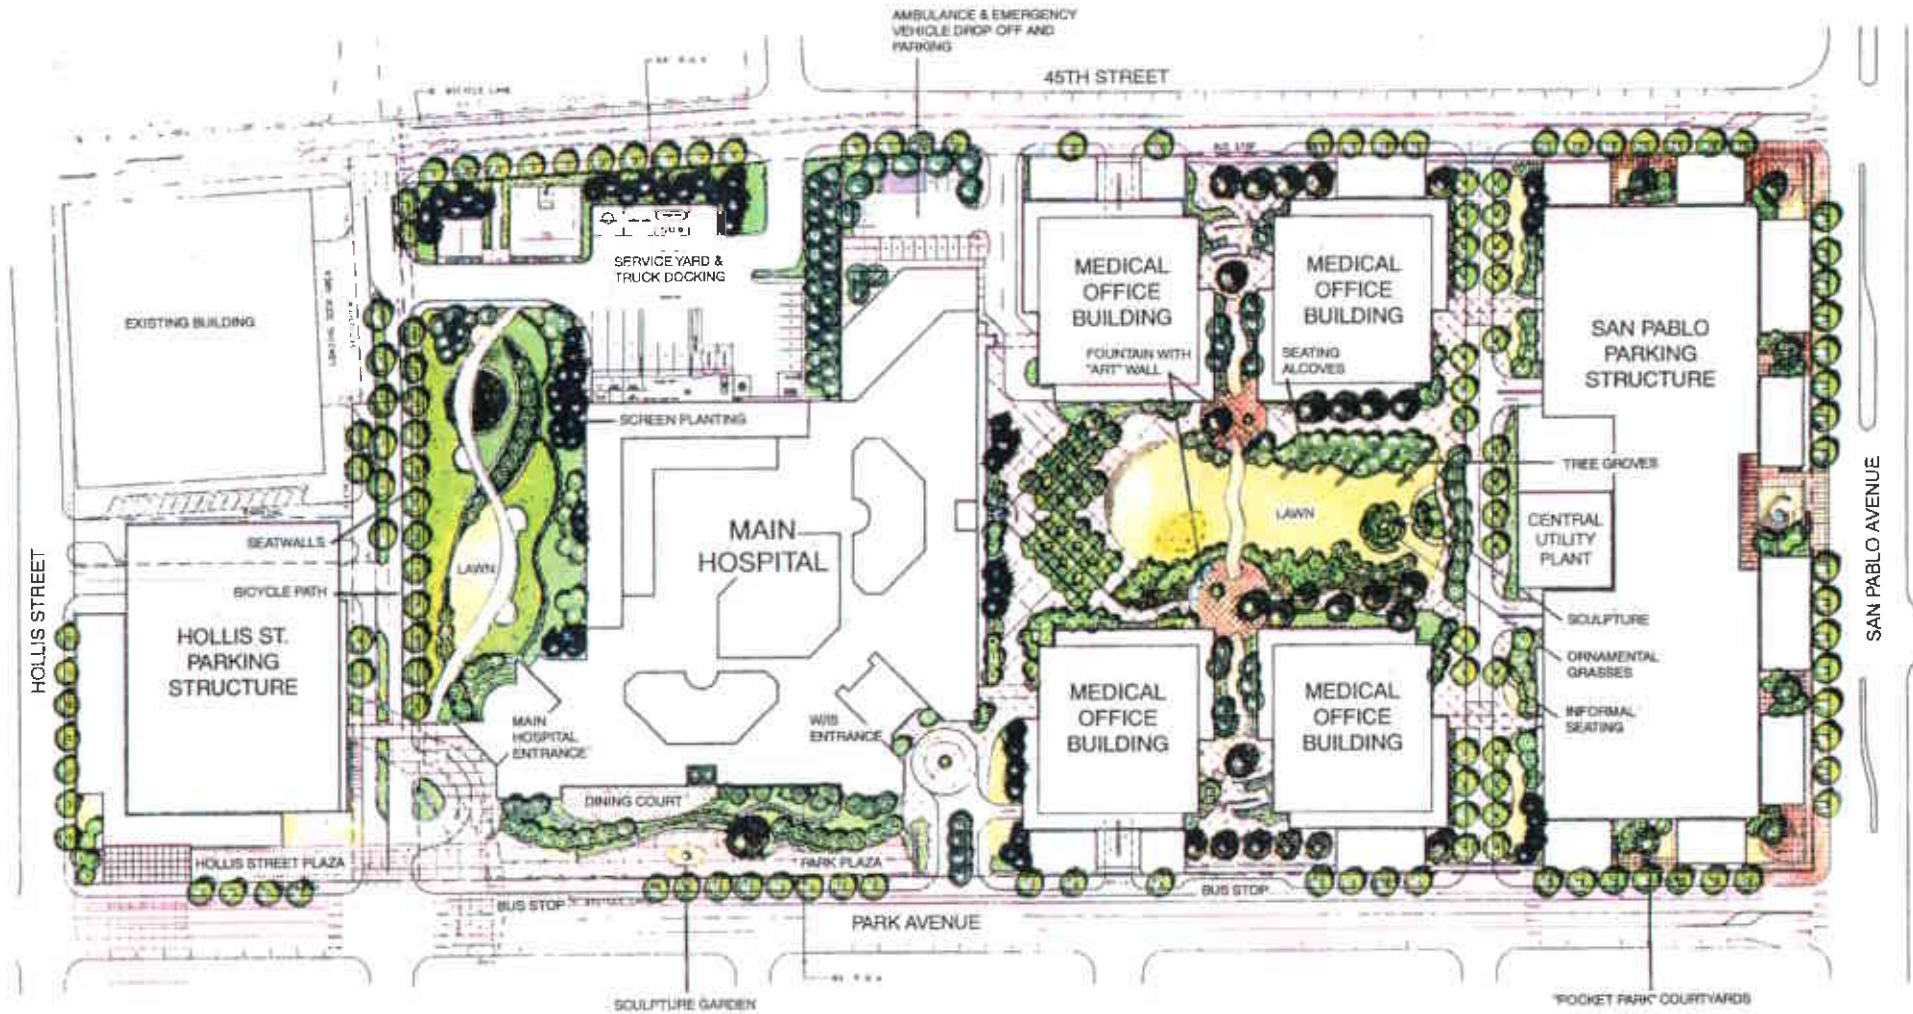 AMBULANCE & EMERGENCY
VEHICLE DROP OFF AND
PARKING
45TH STREET
BICYCLE LANE
BUS STOP
SERVICE YARD &
TRUCK DOCKING
EXISTING BUILDING
MEDICAL
OFFICE
BUILDING
MEDICAL
OFFICE
BUILDING
SAN PABLO
PARKING
STRUCTURE
FOUNTAIN WITH
"ART" WALL
SEATING
ALCOVES
SCREEN PLANTING
TREE GROVES
MAIN
HOSPITAL
LAWN
CENTRAL
UTILITY
PLANT
SEATWALLS
LAWN
BICYCLE PATH
HOLLIS STREET
SAN PABLO AVENUE
HOLLIS ST.
PARKING
STRUCTURE
SCULPTURE
ORNAMENTAL
GRASSES
INFORMAL
SEATING
MAIN
HOSPITAL
ENTRANCE
ENTRANCE
MEDICAL
OFFICE
BUILDING
MEDICAL
OFFICE
BUILDING
DINING COURT
HOLLIS STREET PLAZA
PARK PLAZA
BUS STOP
BUS STOP
PARK AVENUE
SCULPTURE GARDEN
"POCKET PARK" COURTYARDS